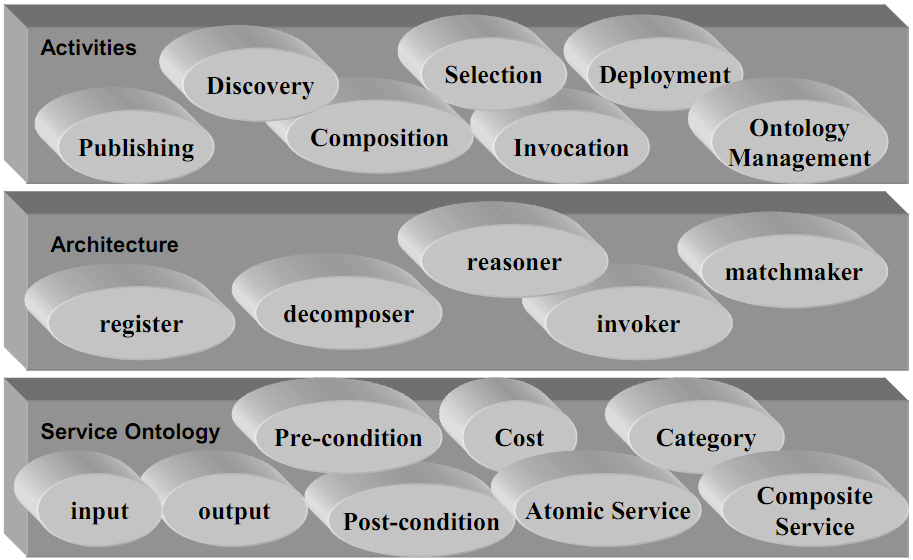 Activities
Discovery
Selection
Deployment
Publishing
Composition
Invocation
Ontology
Management
Architecture
register
decomposer
reasoner
invoker
matchmaker
Service Ontology
Pre-condition
Cost
Category
input
output
Post-condition
Atomic Service
Composite
Service